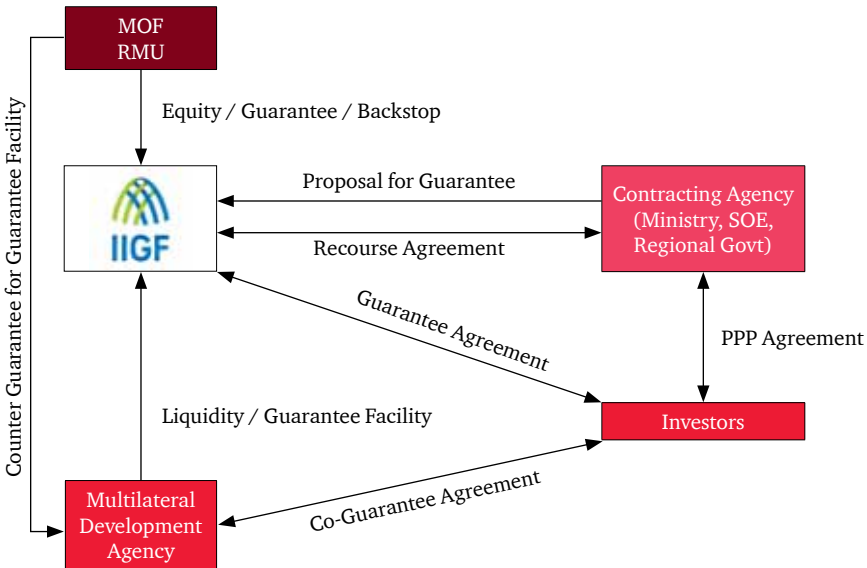 MOF
RMU
Equity / Guarantee / Backstop
Counter Guarantee for Guarantee Facility
IIGF
Proposal for Guarantee
Recourse Agreement
Contracting Agency
(Ministry, SOE,
Regional Govt)
Guarantee Agreement
PPP Agreement
Liquidity / Guarantee Facility
Investors
Co-Guarantee Agreement
Multilateral
Development
Agency